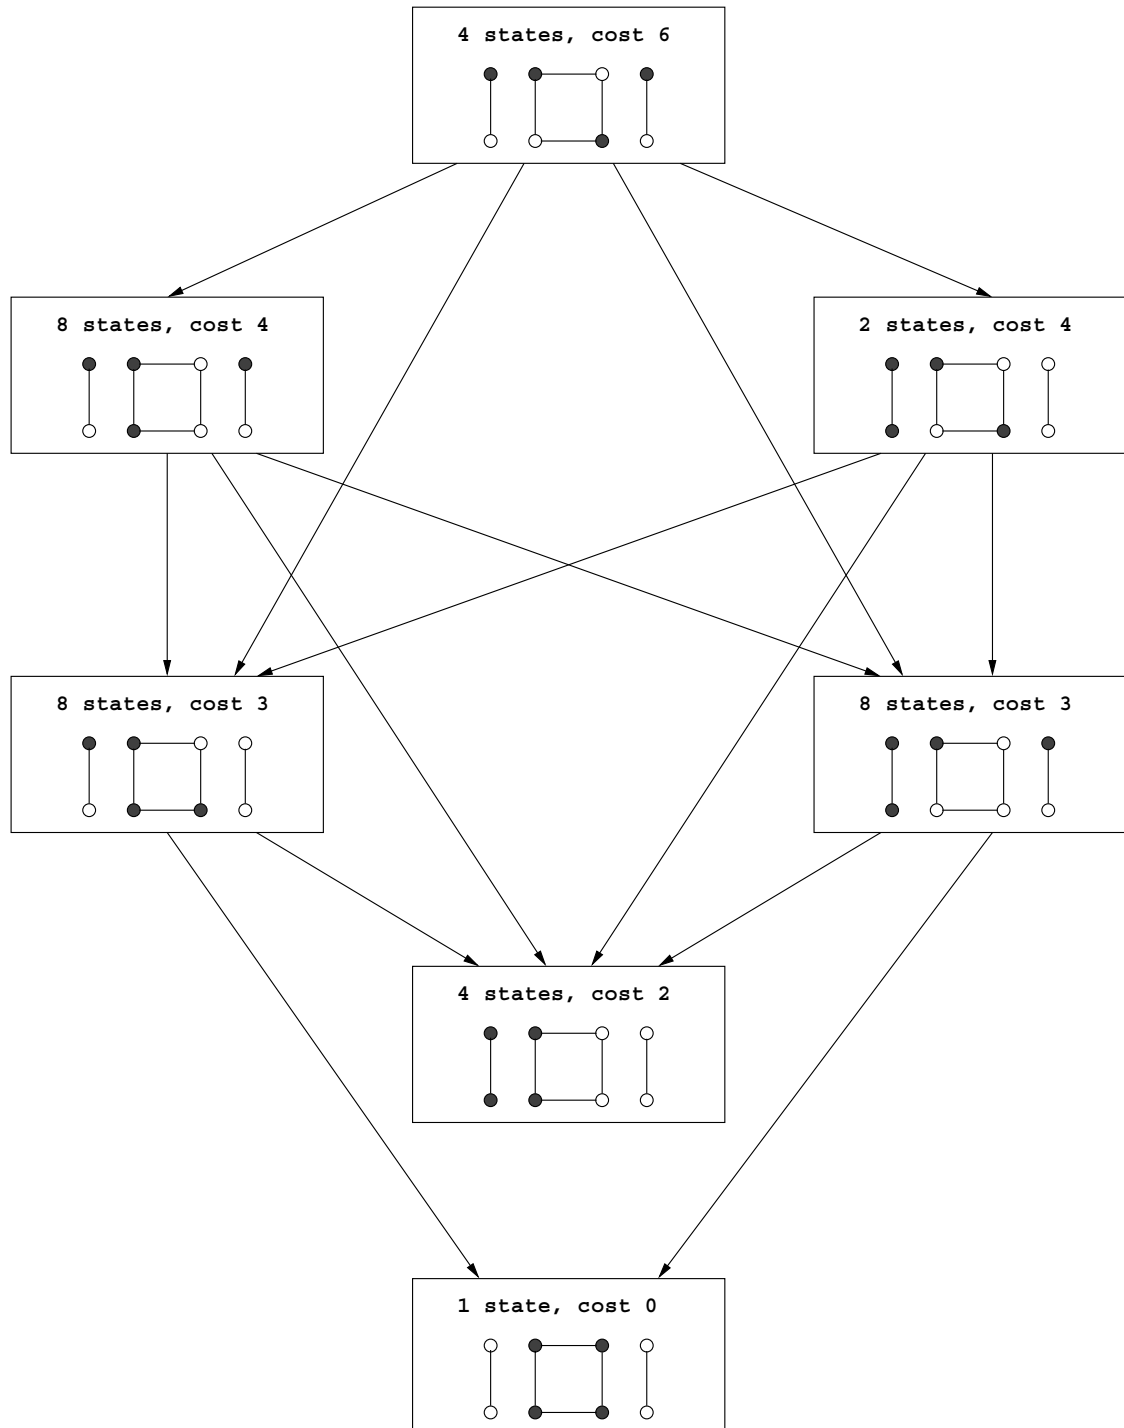 4 states, cost 6
8 states, cost 4
2 states, cost 4
8 states, cost 3
8 states, cost 3
4 states, cost 2
1 state, cost 0